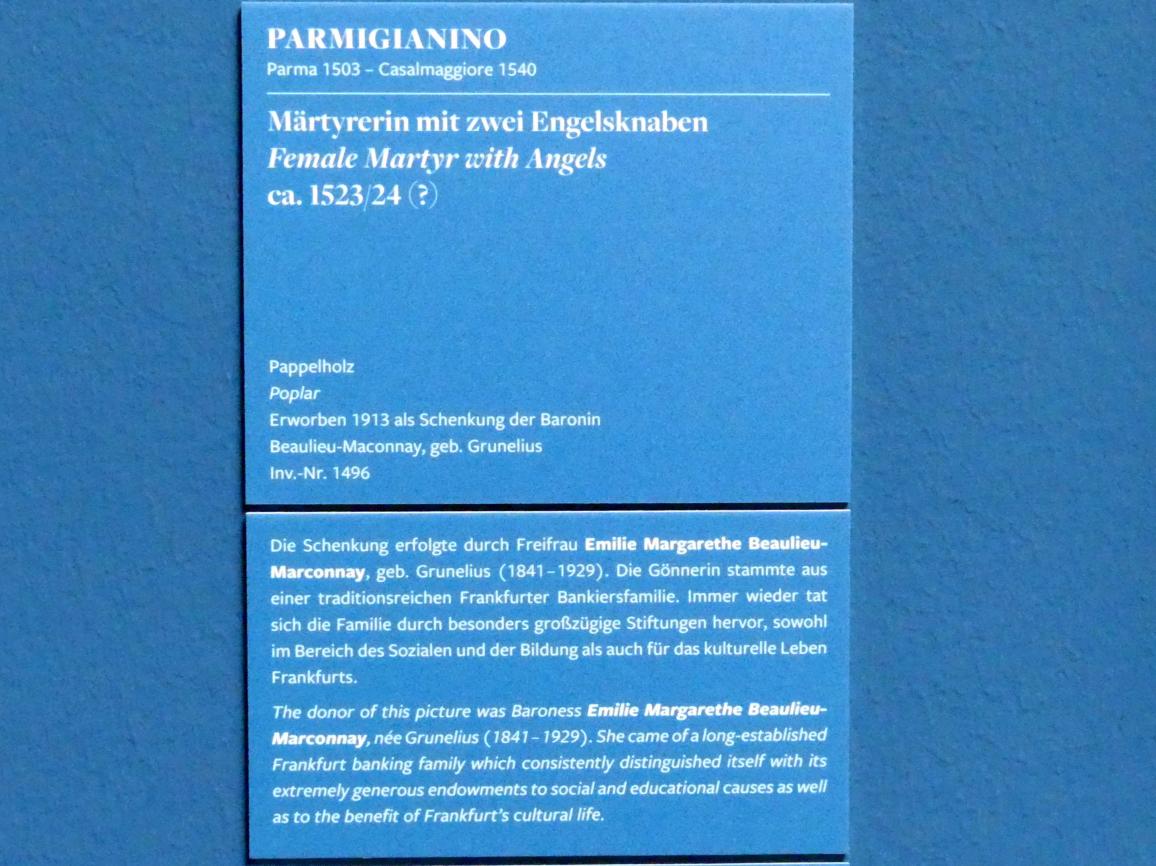 PARMIGIANINO
Parma 1503 – Casalmaggiore 1540
Märtyrerin mit zwei Engelsknaben
Female Martyr with Angels
ca. 1523/24 (?)
Pappelholz
Poplar
Erworben 1913 als Schenkung der Baronin
Beaulieu-Maconnay, geb. Grunelius
Inv.-Nr. 1496
Die Schenkung erfolgte durch Freifrau Emilie Margarethe Beaulieu-
Marconnay, geb. Grunelius (1841–1929). Die Gönnerin stammte aus
einer traditionsreichen Frankfurter Bankiersfamilie. Immer wieder tat
sich die Familie durch besonders großzügige Stiftungen hervor, sowohl
im Bereich des Sozialen und der Bildung als auch für das kulturelle Leben
Frankfurts.
The donor of this picture was Baroness Emilie Margarethe Beaulieu-
Marconnay, née Grunelius (1841–1929). She came of a long-established
Frankfurt banking family which consistently distinguished itself with its
extremely generous endowments to social and educational causes as well
as to the benefit of Frankfurt's cultural life.